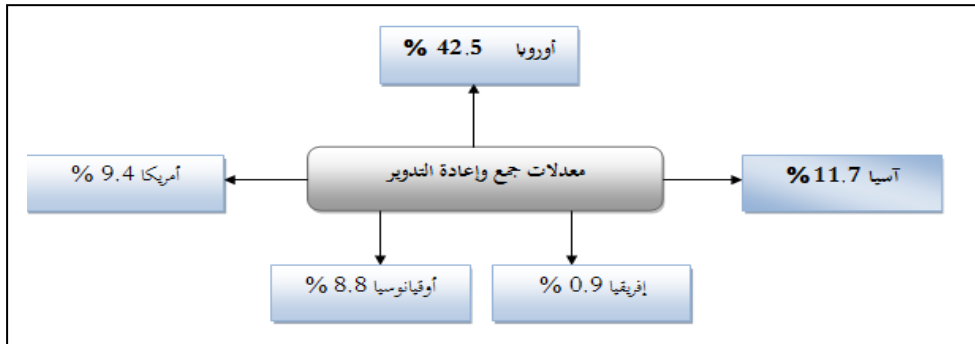 أوروبا 42.5 %
معدلات جمع وإعادة التدوير
آسيا 11.7 %
أمريكا 9.4 %
إفريقيا 0.9 %
أوقيانوسيا 8.8 %